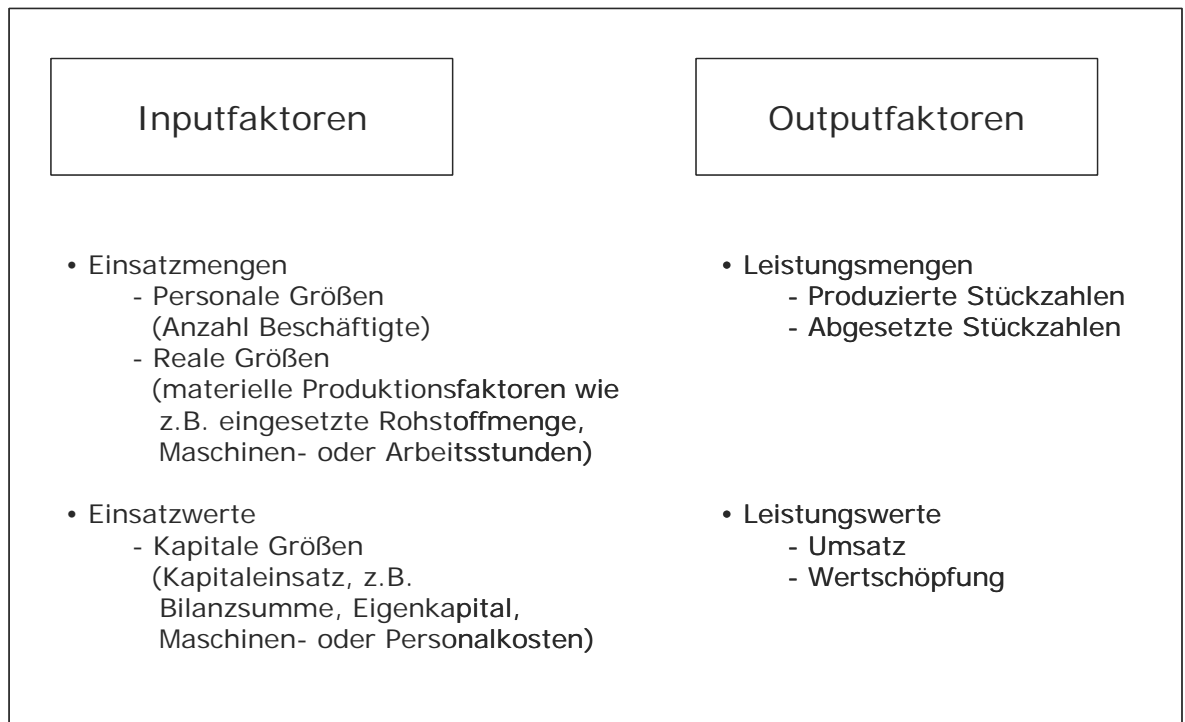 Inputfaktoren
• Einsatzmengen
- Personale Größen
(Anzahl Beschäftigte)
- Reale Größen
(materielle Produktionsfaktoren wie
z.B. eingesetzte Rohstoffmenge,
Maschinen- oder Arbeitsstunden)
• Einsatzwerte
- Kapitale Größen
(Kapitaleinsatz, z.B.
Bilanzsumme, Eigenkapital,
Maschinen- oder Personalkosten)
Outputfaktoren
• Leistungsmengen
- Produzierte Stückzahlen
- Abgesetzte Stückzahlen
• Leistungswerte
- Umsatz
- Wertschöpfung